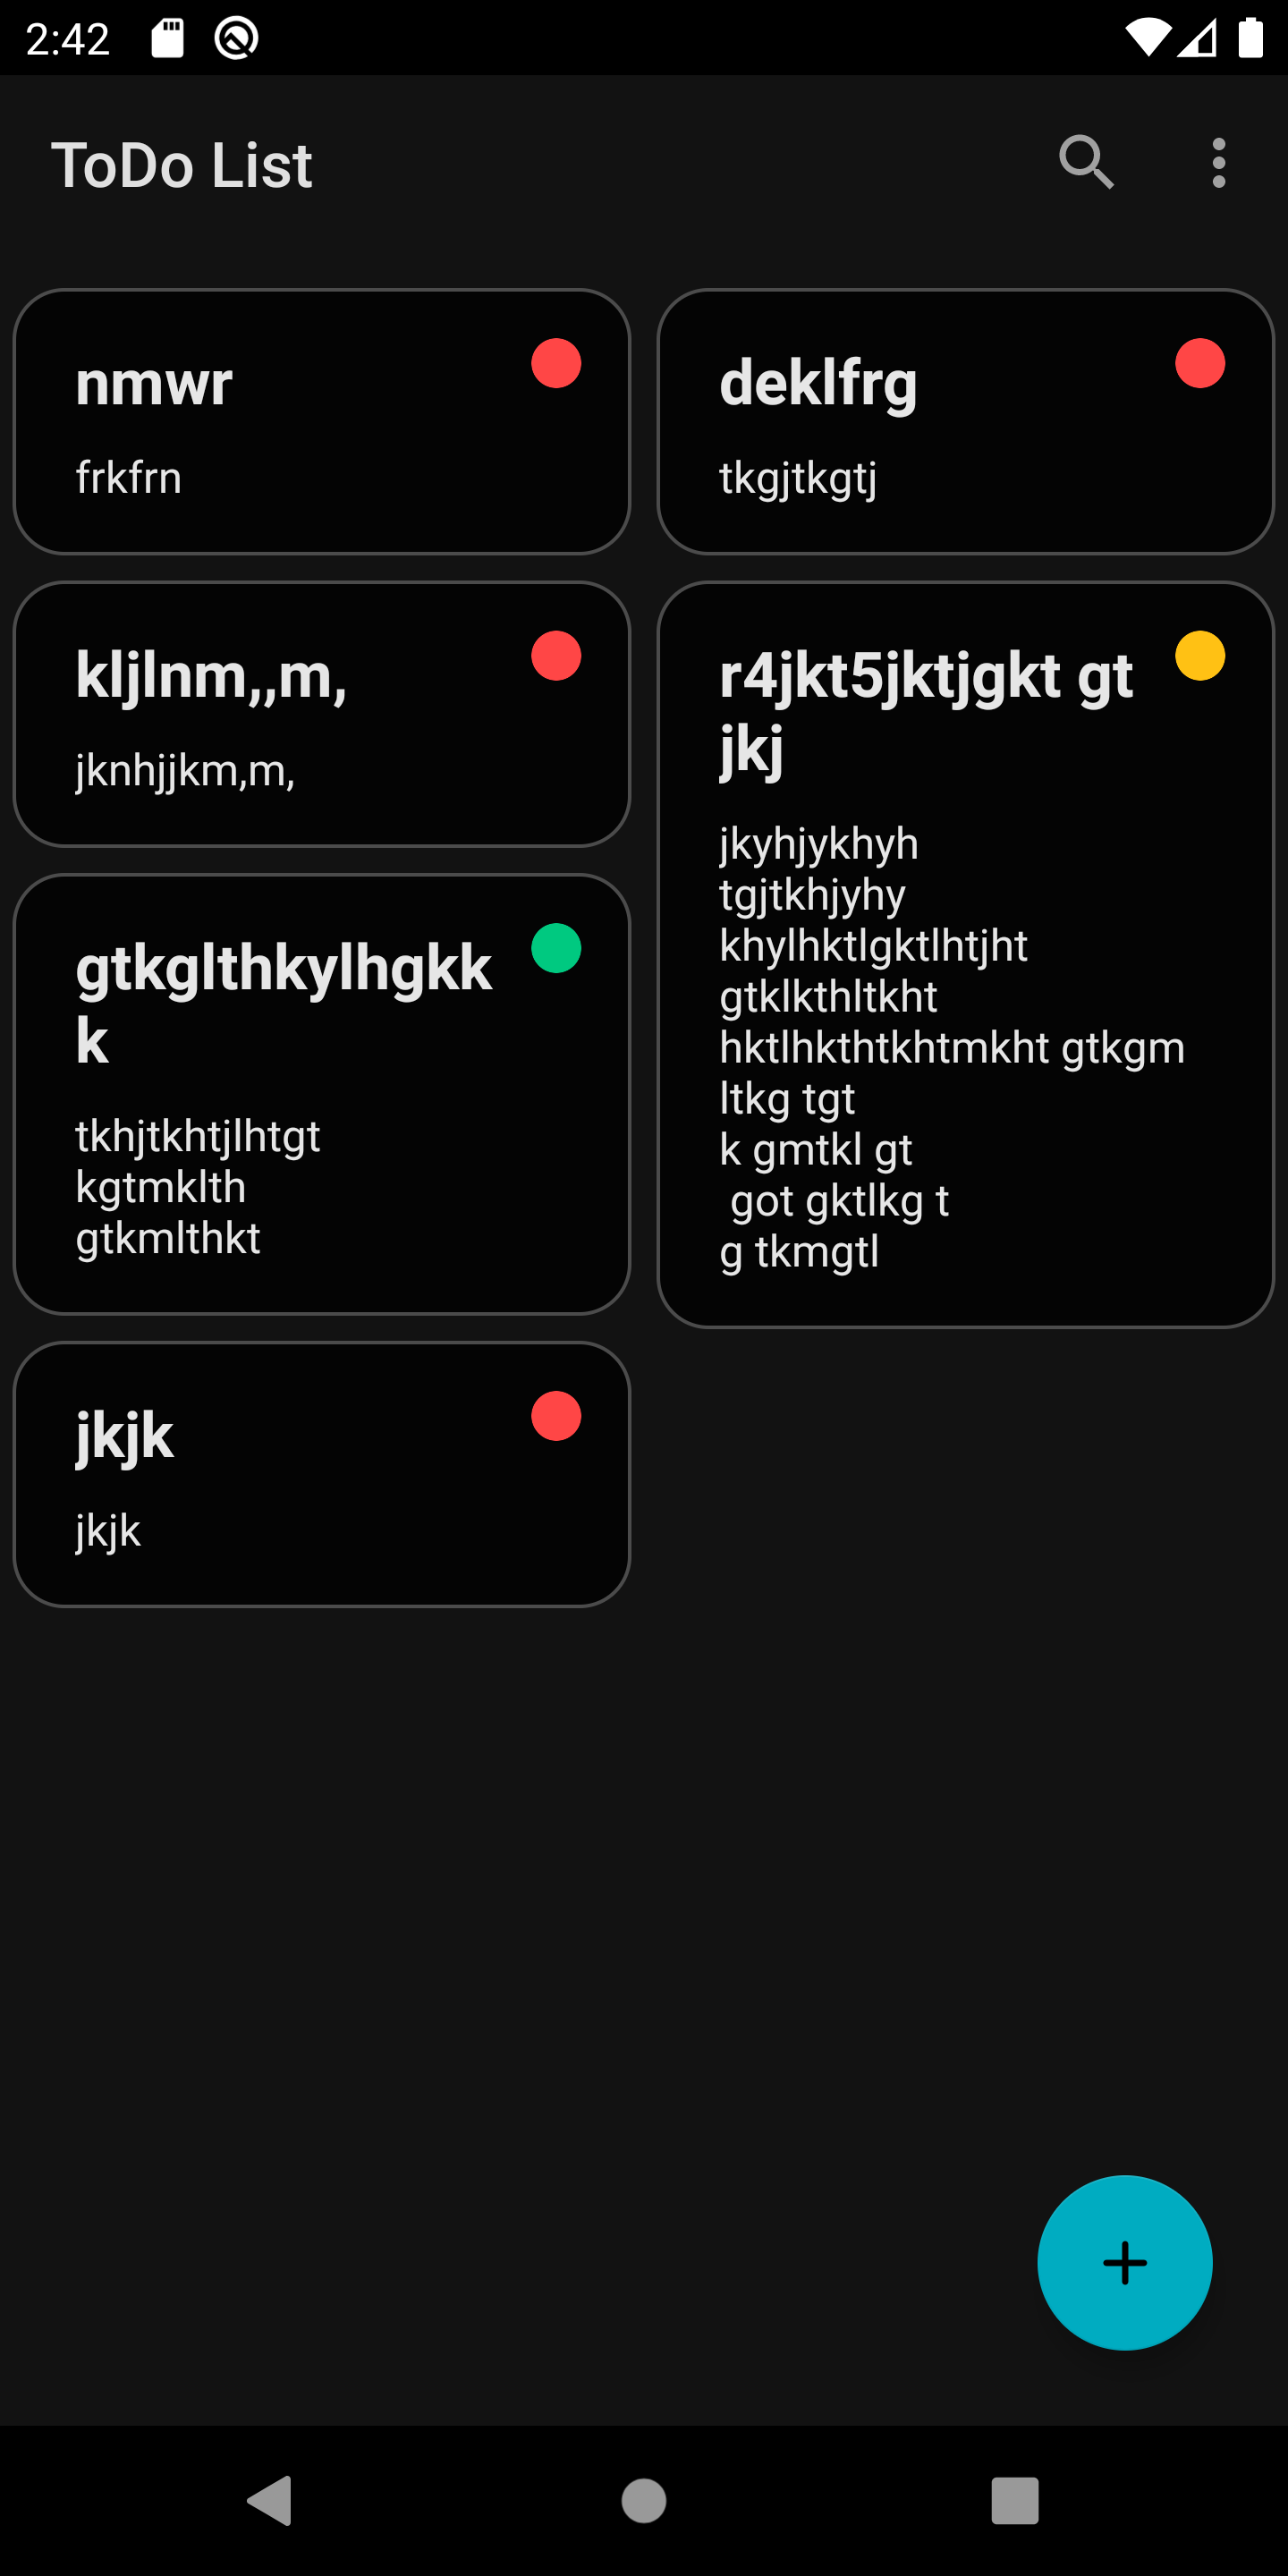 2:42
ToDo List
nmwr
frkfrn
deklfrg
tkgjtkgtj
kljlnm,,m,
jknhjjkm,m,
r4jkt5jktjgkt gt
jkj
jkyhjykhyh
tgjtkhjyhy
khylhktlgktlhtjht
gtklkthltkht
hktlhkthtkhtmkht gtkgm
ltkg tgt
k gmtkl gt
got gktlkg t
g tkmgtl
gtkglthkylhgkk
k
tkhjtkhtjlhtgt
kgtmklth
gtkmlthkt
jkjk
jkjk